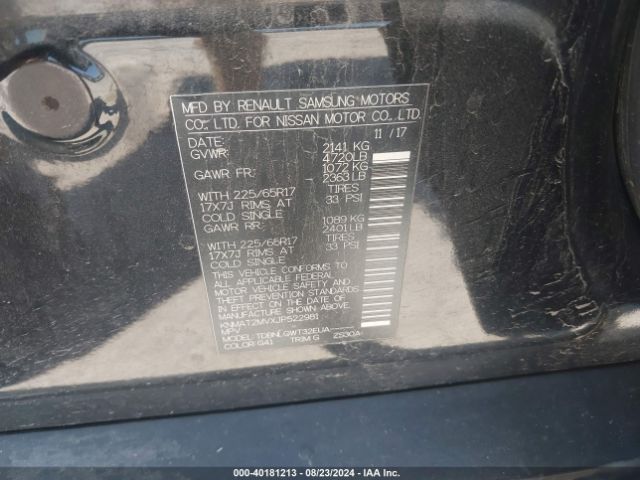 MFD BY RENAULT SAMSUNG MOTORS
CO., LTD. FOR NISSAN MOTOR CO., LTD.
DATE: 11/17
GVWR: 2141 KG
4720LB
GAWR FR: 1072 KG
2363 LB
WITH 225/65R17 TIRES
17X7J RIMS AT 33 PSI
COLD SINGLE
GAWR RR: 1089 KG
2401LB
WITH 225/65R17 TIRES
17X7J RIMS AT 33 PSI
COLD SINGLE
THIS VEHICLE CONFORMS TO
ALL APPLICABLE FEDERAL
MOTOR VEHICLE SAFETY AND
THEFT PREVENTION STANDARDS
IN EFFECT ON THE DATE OF
MANUFACTURE SHOWN ABOVE.
KNMAT2MVXJP522981
MPV
MODEL: TDBNLGWT32EUA-----
COLOR G41 TRIM G ZS30A
000-40181213 - 08/23/2024 - IAA Inc.